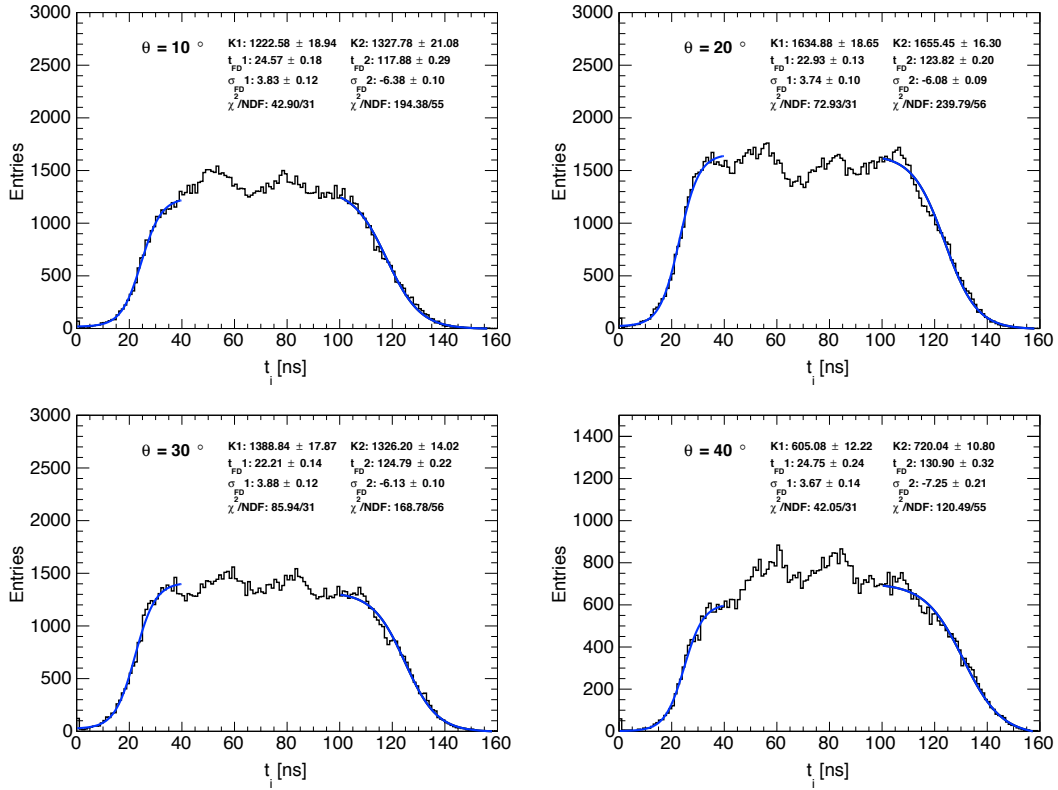 θ = 10 °
K1: 1222.58 ± 18.94 K2: 1327.78 ± 21.08
t_FD 1: 24.57 ± 0.18 t_FD 2: 117.88 ± 0.29
σ_FD 1: 3.83 ± 0.12 σ_FD 2: -6.38 ± 0.10
χ²/NDF: 42.90/31 χ²/NDF: 194.38/55
Entries
3000
2500
2000
1500
1000
500
0
0 20 40 60 80 100 120 140 160
t_i [ns]
θ = 20 °
K1: 1634.88 ± 18.65 K2: 1655.45 ± 16.30
t_FD 1: 22.93 ± 0.13 t_FD 2: 123.82 ± 0.20
σ_FD 1: 3.74 ± 0.10 σ_FD 2: -6.08 ± 0.09
χ²/NDF: 72.93/31 χ²/NDF: 239.79/56
Entries
3000
2500
2000
1500
1000
500
0
0 20 40 60 80 100 120 140 160
t_i [ns]
θ = 30 °
K1: 1388.84 ± 17.87 K2: 1326.20 ± 14.02
t_FD 1: 22.21 ± 0.14 t_FD 2: 124.79 ± 0.22
σ_FD 1: 3.88 ± 0.12 σ_FD 2: -6.13 ± 0.10
χ²/NDF: 85.94/31 χ²/NDF: 168.78/56
Entries
3000
2500
2000
1500
1000
500
0
0 20 40 60 80 100 120 140 160
t_i [ns]
θ = 40 °
K1: 605.08 ± 12.22 K2: 720.04 ± 10.80
t_FD 1: 24.75 ± 0.24 t_FD 2: 130.90 ± 0.32
σ_FD 1: 3.67 ± 0.14 σ_FD 2: -7.25 ± 0.21
χ²/NDF: 42.05/31 χ²/NDF: 120.49/55
Entries
1400
1200
1000
800
600
400
200
0
0 20 40 60 80 100 120 140 160
t_i [ns]